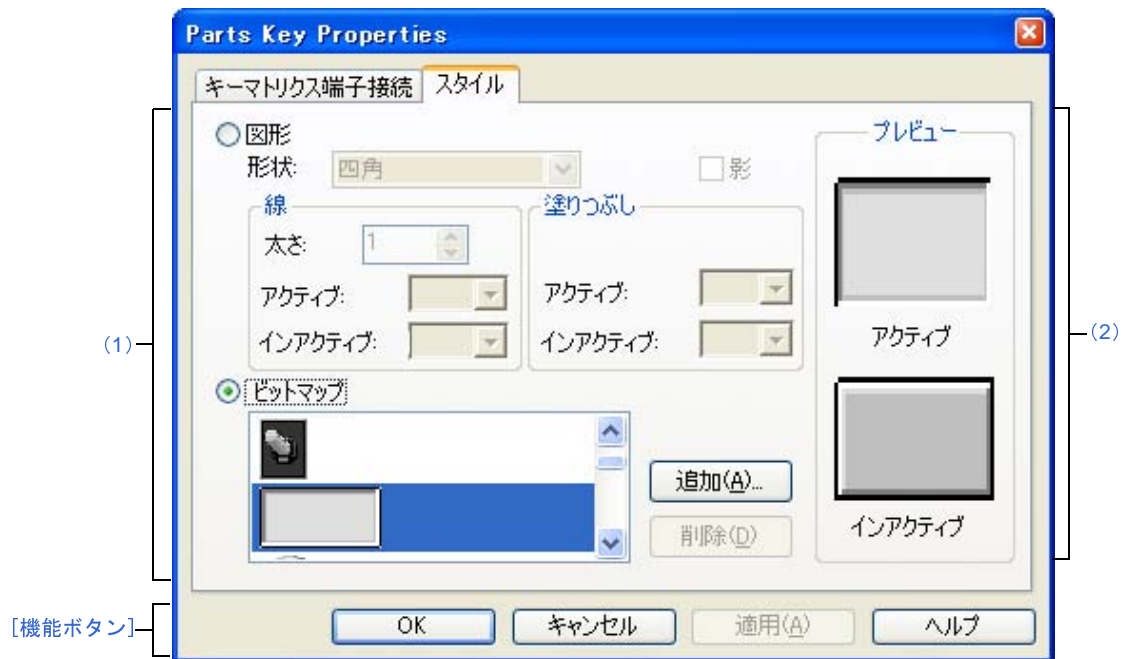 Parts Key Properties
キーマトリクス端子接続 スタイル
図形
形状: 四角 影
線
太さ: 1
アクティブ:
インアクティブ:
塗りつぶし
アクティブ:
インアクティブ:
ビットマップ
追加(A)...
削除(D)
プレビュー
アクティブ
インアクティブ
(1)
(2)
[機能ボタン]
OK キャンセル 適用(A) ヘルプ